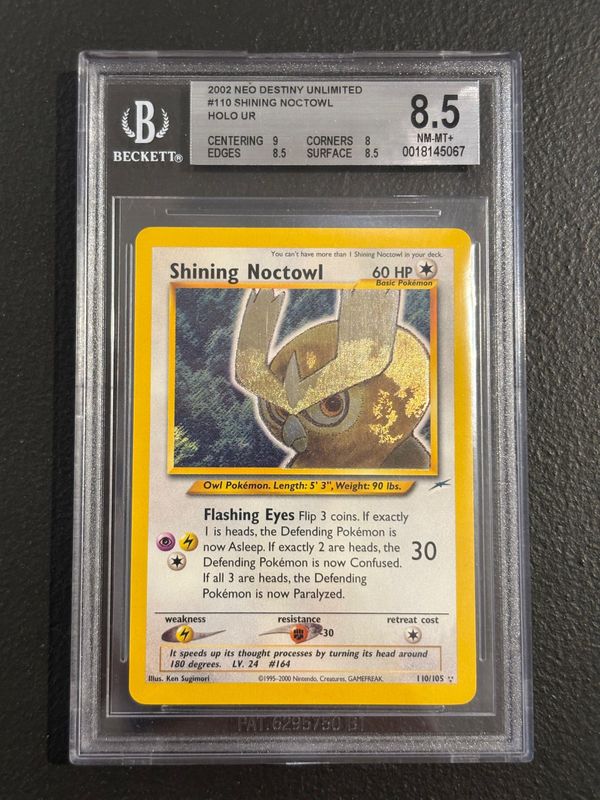 2002 NEO DESTINY UNLIMITED
#110 SHINING NOCTOWL
HOLO UR
CENTERING 9 CORNERS 8
EDGES 8.5 SURFACE 8.5
8.5
NM-MT+
0018145067
B
BECKETT®
You can't have more than 1 Shining Noctowl in your deck.
Shining Noctowl 60 HP
Basic Pokémon
Owl Pokémon. Length: 5' 3", Weight: 90 lbs.
Flashing Eyes Flip 3 coins. If exactly
1 is heads, the Defending Pokémon is
now Asleep. If exactly 2 are heads, the
Defending Pokémon is now Confused.
If all 3 are heads, the Defending
Pokémon is now Paralyzed.
30
weakness resistance retreat cost
-30
It speeds up its thought processes by turning its head around
180 degrees. LV. 24 #164
Illus. Ken Sugimori ©1995-2000 Nintendo, Creatures, GAMEFREAK. 110/105
PAT.6295750 B1